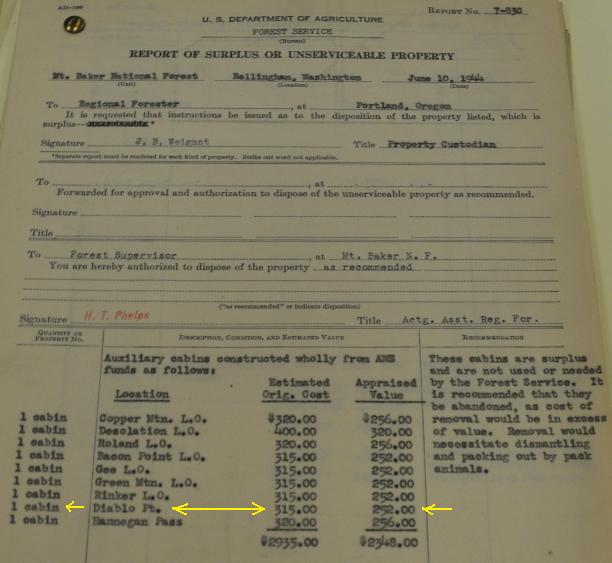 AD-160
Report No. 7-83G
U. S. DEPARTMENT OF AGRICULTURE
FOREST SERVICE
(Bureau)
REPORT OF SURPLUS OR UNSERVICEABLE PROPERTY
Mt. Baker National Forest Bellingham, Washington June 10, 1944
(Unit) (Location) (Date)
To Regional Forester, at Portland, Oregon
It is requested that instructions be issued as to the disposition of the property listed, which is
surplus
Signature J. B. Weigant Title Property Custodian
*Separate report must be rendered for each kind of property. Strike out word not applicable.
To , at
Forwarded for approval and authorization to dispose of the unserviceable property as recommended.
Signature
Title
To Forest Supervisor, at Mt. Baker N. F.
You are hereby authorized to dispose of the property as recommended
("as recommended" or indicate disposition)
Signature H. T. Phelps Title Actg. Asst. Reg. For.
Quantity or Property No. Description, Condition, and Estimated Value Recommendation
Auxiliary cabins constructed wholly from AWS
funds as follows:
Location Estimated Orig. Cost Appraised Value
1 cabin Copper Mtn. L.O. $320.00 $256.00
1 cabin Desolation L.O. 400.00 320.00
1 cabin Roland L.O. 320.00 256.00
1 cabin Bacon Point L.O. 315.00 252.00
1 cabin Gee L.O. 315.00 252.00
1 cabin Green Mtn. L.O. 315.00 252.00
1 cabin Rinker L.O. 315.00 252.00
1 cabin Diablo Pt. 315.00 252.00
1 cabin Hannegan Pass 320.00 256.00
$2935.00 $2348.00
These cabins are surplus
and are not used or needed
by the Forest Service. It
is recommended that they
be abandoned, as cost of
removal would be in excess
of value. Removal would
necessitate dismantling
and packing out by pack
animals.